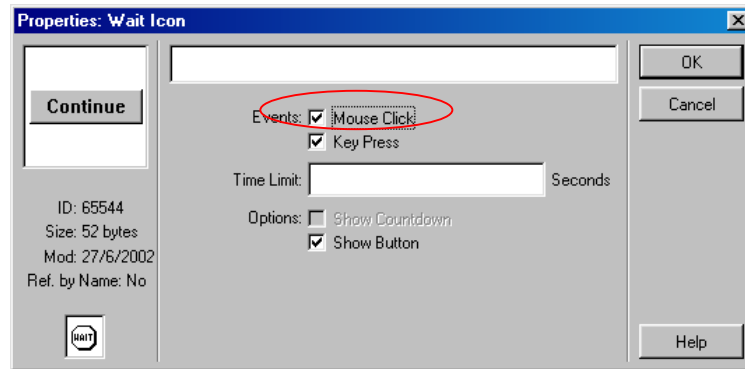 Properties: Wait Icon
OK
Continue
Cancel
Events: Mouse Click
Key Press
Time Limit: Seconds
ID: 65544
Size: 52 bytes
Mod: 27/6/2002
Ref. by Name: No
Options: Show Countdown
Show Button
WAIT
Help